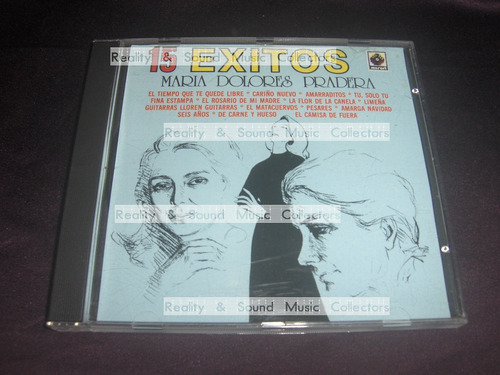 Reality & Sound Music Collectors
15 EXITOS
MARIA DOLORES PRADERA
EL TIEMPO QUE TE QUEDE LIBRE * CARIÑO NUEVO * AMARRADITOS * TU, SOLO TU
FINA ESTAMPA * EL ROSARIO DE MI MADRE * LA FLOR DE LA CANELA * LIMEÑA
GUITARRAS LLOREN GUITARRAS * EL MATACUERVOS * PESARES * AMARGA NAVIDAD
SEIS AÑOS * DE CARNE Y HUESO EL CAMISA DE FUERA
Reality & Sound Music Collectors
Reality & Sound Music Collectors
Reality & Sound Music Collectors